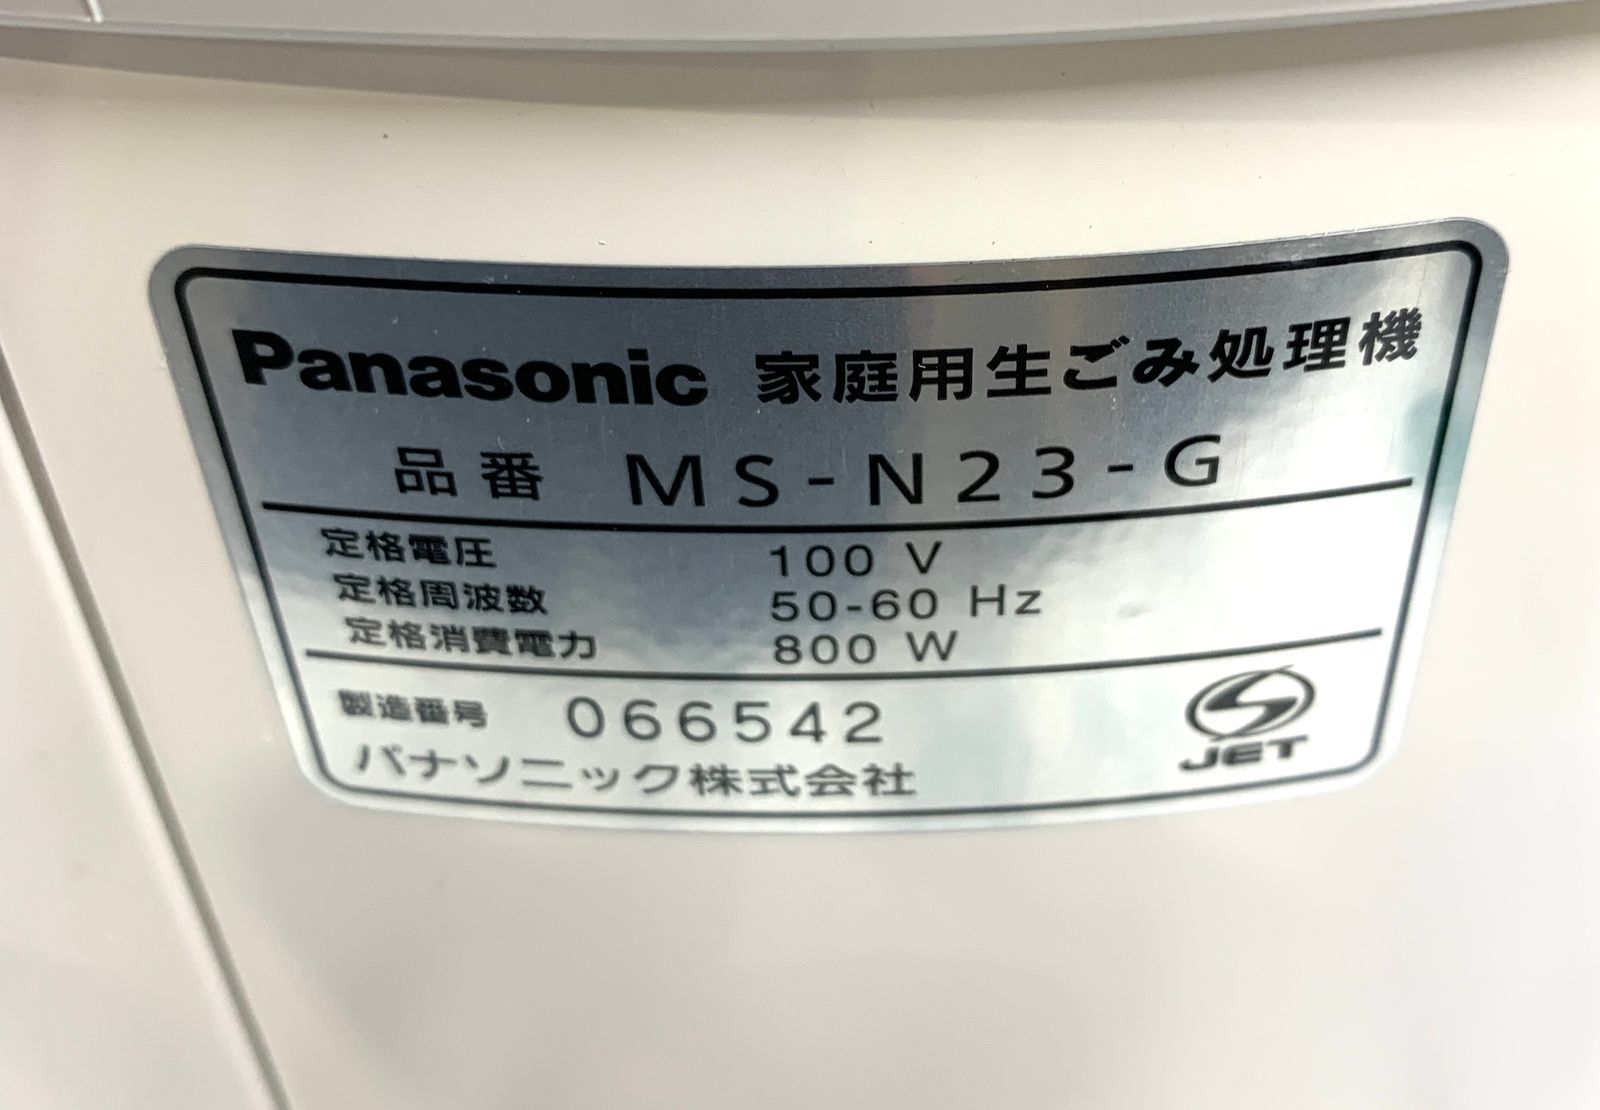 Panasonic 家庭用生ごみ処理機
品番 MS-N23-G
定格電圧 100 V
定格周波数 50-60 Hz
定格消費電力 800 W
製造番号 066542
パナソニック株式会社
JET